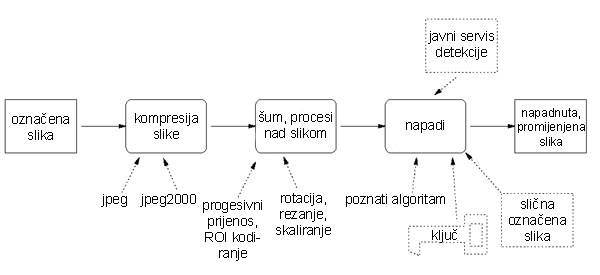 javni servis
detekcije
označena
slika
kompresija
slike
šum, procesi
nad slikom
napadi
napadnuta,
promijenjena
slika
jpeg
jpeg2000
progesivni
prijenos,
ROI kodi-
ranje
rotacija,
rezanje,
skaliranje
poznati algoritam
ključ
slična
označena
slika